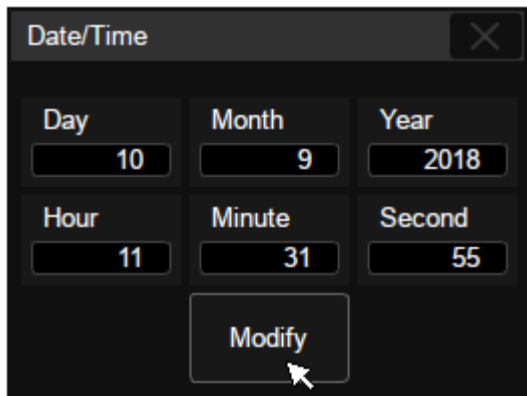 Date/Time
Day Month Year
10 9 2018
Hour Minute Second
11 31 55
Modify